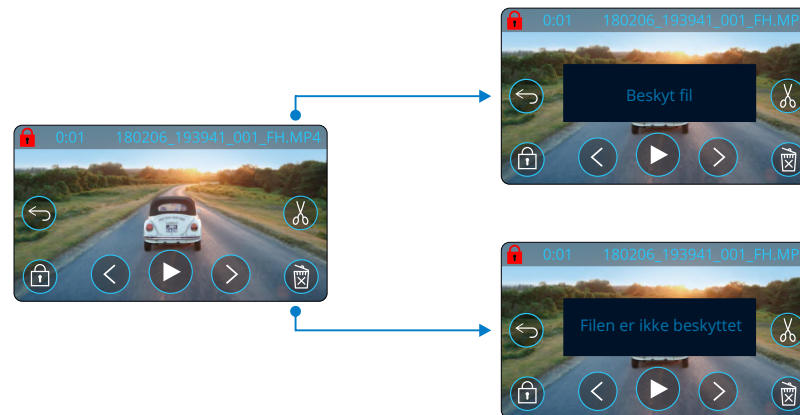 0:01 180206_193941_001_FH.MP4
0:01 180206_193941_001_FH.MP
Beskyt fil
0:01 180206_193941_001_FH.MP
Filen er ikke beskyttet